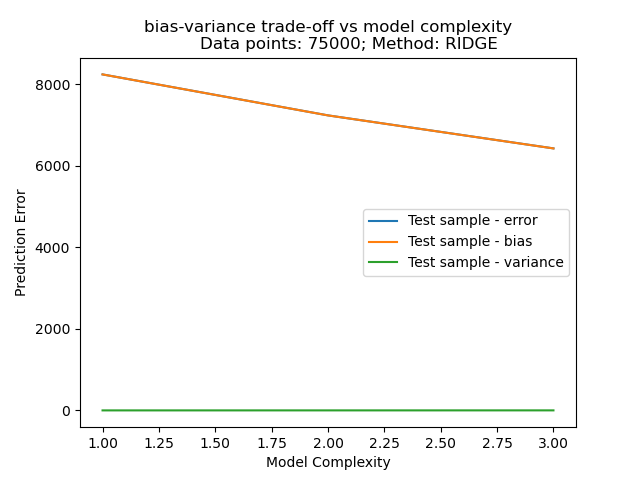 bias-variance trade-off vs model complexity
Data points: 75000; Method: RIDGE
8000
6000
4000
2000
0
Prediction Error
Test sample - error
Test sample - bias
Test sample - variance
1.00 1.25 1.50 1.75 2.00 2.25 2.50 2.75 3.00
Model Complexity